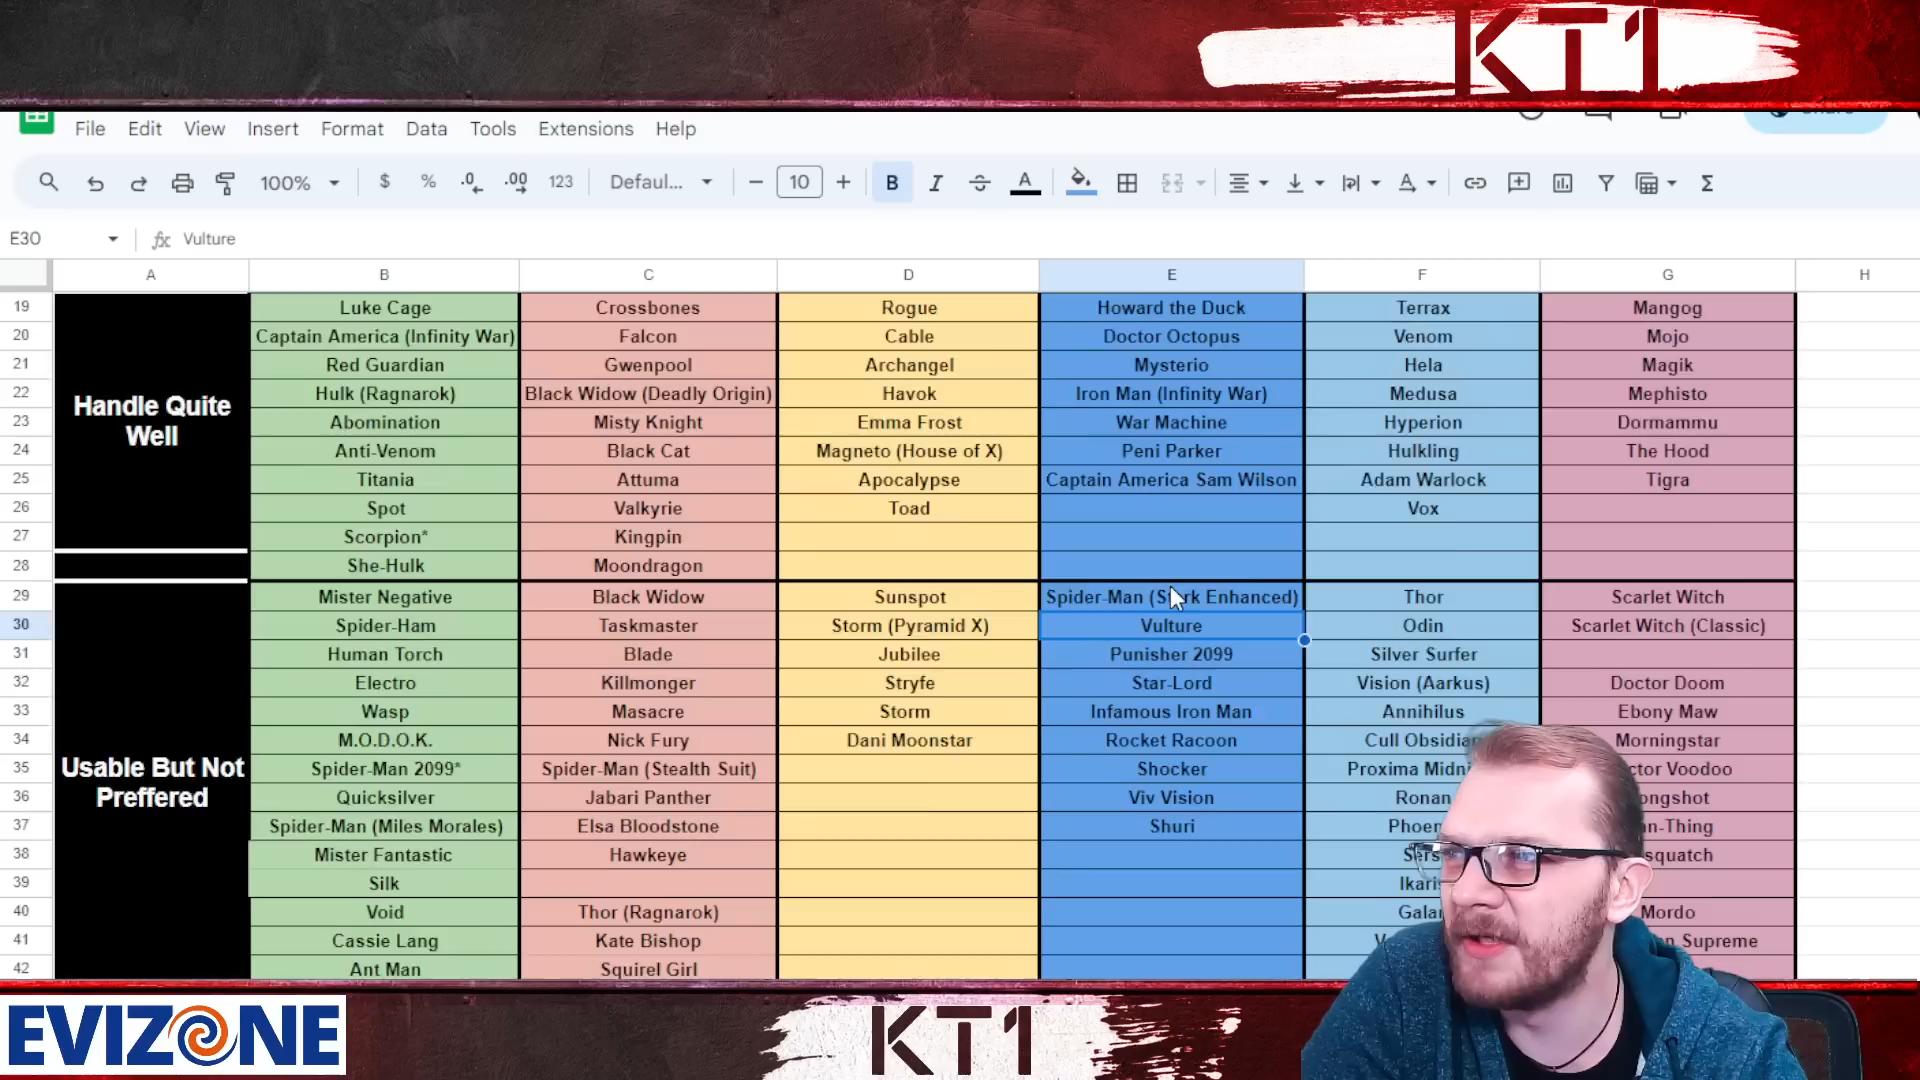 KT1
File Edit View Insert Format Data Tools Extensions Help
100% $ % .0 .00 123 Defaul... 10 B I A
E30 fx Vulture
A B C D E F G H
19 Luke Cage Crossbones Rogue Howard the Duck Terrax Mangog
20 Captain America (Infinity War) Falcon Cable Doctor Octopus Venom Mojo
21 Red Guardian Gwenpool Archangel Mysterio Hela Magik
22 Hulk (Ragnarok) Black Widow (Deadly Origin) Havok Iron Man (Infinity War) Medusa Mephisto
Handle Quite
Well
23 Abomination Misty Knight Emma Frost War Machine Hyperion Dormammu
24 Anti-Venom Black Cat Magneto (House of X) Peni Parker Hulkling The Hood
25 Titania Attuma Apocalypse Captain America Sam Wilson Adam Warlock Tigra
26 Spot Valkyrie Toad Vox
27 Scorpion* Kingpin
28 She-Hulk Moondragon
29 Mister Negative Black Widow Sunspot Spider-Man (Stark Enhanced) Thor Scarlet Witch
30 Spider-Ham Taskmaster Storm (Pyramid X) Vulture Odin Scarlet Witch (Classic)
31 Human Torch Blade Jubilee Punisher 2099 Silver Surfer
32 Electro Killmonger Stryfe Star-Lord Vision (Aarkus) Doctor Doom
33 Wasp Masacre Storm Infamous Iron Man Annihilus Ebony Maw
34 M.O.D.O.K. Nick Fury Dani Moonstar Rocket Racoon Cull Obsidian Morningstar
Usable But Not
Preffered
35 Spider-Man 2099* Spider-Man (Stealth Suit) Shocker Proxima Voodoo
36 Quicksilver Jabari Panther Viv Vision Ronan
37 Spider-Man (Miles Morales) Elsa Bloodstone Shuri
38 Mister Fantastic Hawkeye
39 Silk
40 Void Thor (Ragnarok) Mordo
41 Cassie Lang Kate Bishop Supreme
42 Ant Man Squirel Girl
EVIZONE KT1